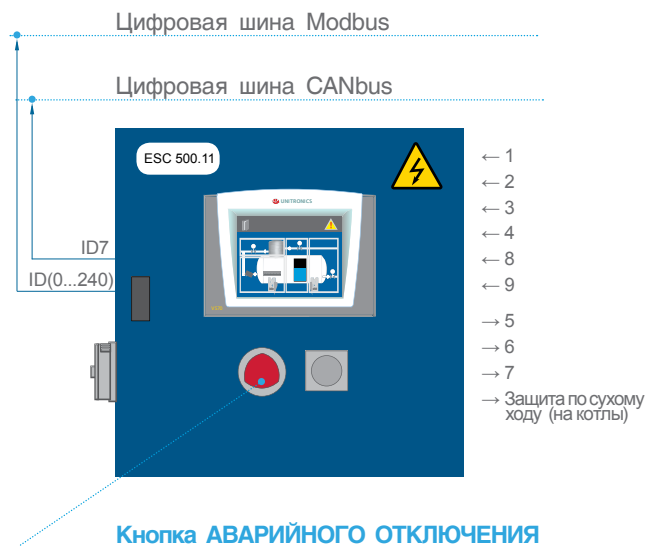 Цифровая шина Modbus
Цифровая шина CANbus
ESC 500.11
UNITRONICS
← 1
← 2
← 3
← 4
ID7
← 8
ID(0...240)
← 9
→ 5
→ 6
→ 7
→ Защита по сухому
ходу (на котлы)
Кнопка АВАРИЙНОГО ОТКЛЮЧЕНИЯ